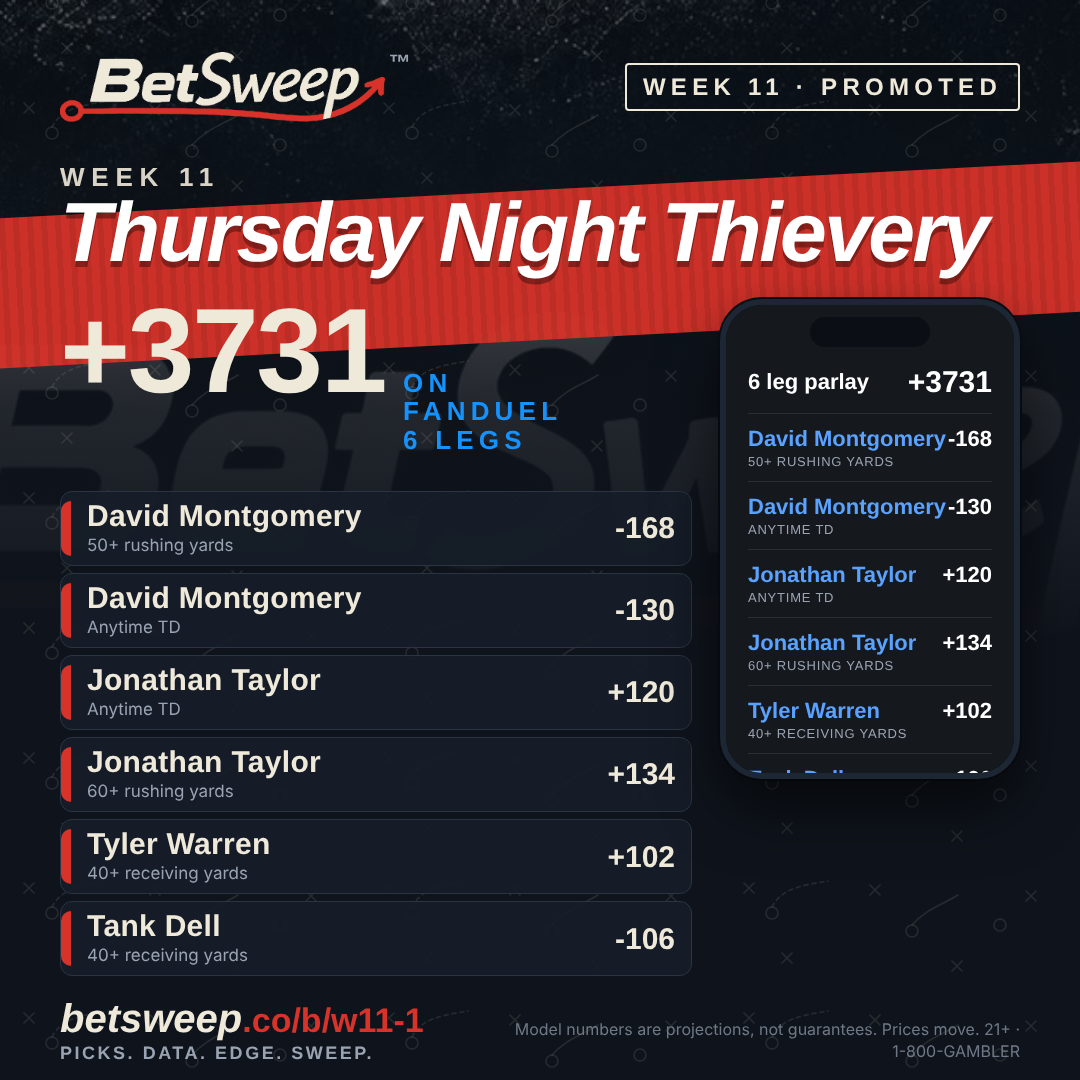 BetSweep™
WEEK 11 · PROMOTED
WEEK 11
Thursday Night Thievery
+3731
ON
FANDUEL
6 LEGS
David Montgomery
50+ rushing yards
-168
David Montgomery
Anytime TD
-130
Jonathan Taylor
Anytime TD
+120
Jonathan Taylor
60+ rushing yards
+134
Tyler Warren
40+ receiving yards
+102
Tank Dell
40+ receiving yards
-106
6 leg parlay +3731
David Montgomery -168
50+ RUSHING YARDS
David Montgomery -130
ANYTIME TD
Jonathan Taylor +120
ANYTIME TD
Jonathan Taylor +134
60+ RUSHING YARDS
Tyler Warren +102
40+ RECEIVING YARDS
betsweep.co/b/w11-1
PICKS. DATA. EDGE. SWEEP.
Model numbers are projections, not guarantees. Prices move. 21+ ·
1-800-GAMBLER